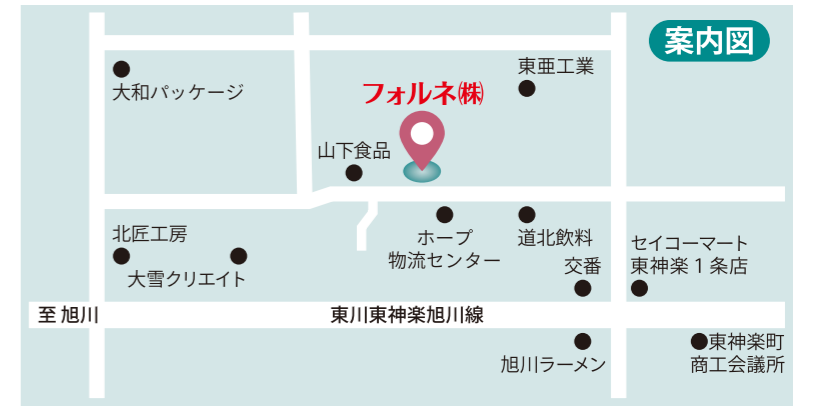 案内図
東亜工業
大和パッケージ
フォルネ㈱
山下食品
北匠工房
大雪クリエイト
ホープ
物流センター
道北飲料
交番
セイコーマート
東神楽1条店
至 旭川
東川東神楽旭川線
旭川ラーメン
東神楽町
商工会議所